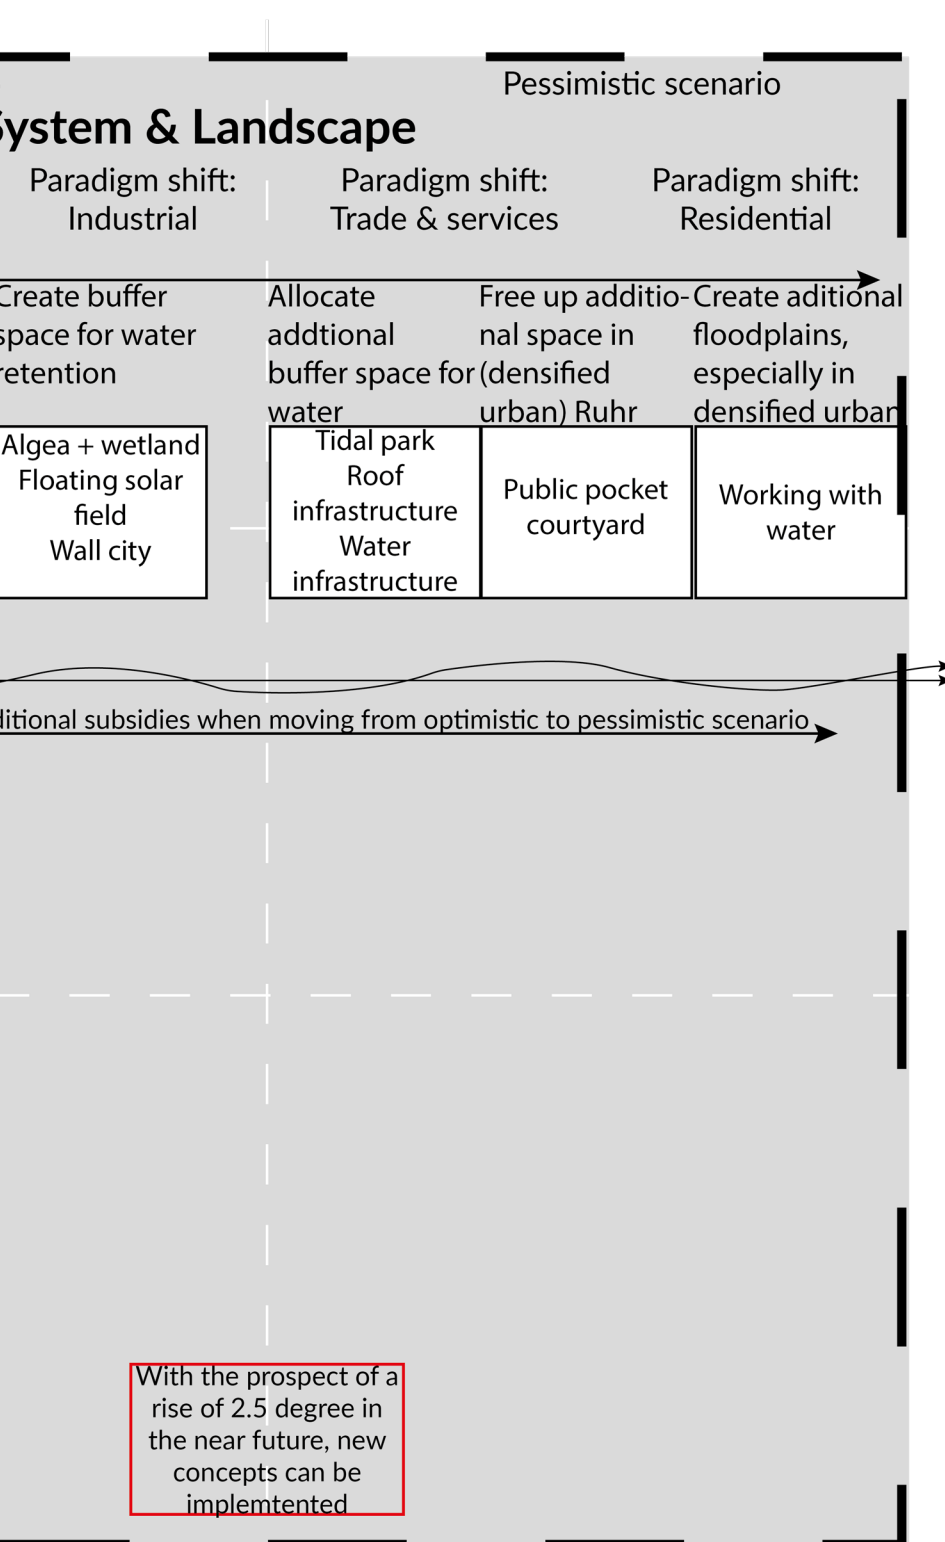 Pessimistic scenario
System & Landscape
Paradigm shift:
Industrial
Paradigm shift:
Trade & services
Paradigm shift:
Residential
Create buffer
space for water
retention
Allocate
addtional
buffer space for
water
Free up additio-
nal space in
(densified
urban) Ruhr
Create aditional
floodplains,
especially in
densified urban
Algea + wetland
Floating solar
field
Wall city
Tidal park
Roof
infrastructure
Water
infrastructure
Public pocket
courtyard
Working with
water
subsidies when moving from optimistic to pessimistic scenario
With the prospect of a
rise of 2.5 degree in
the near future, new
concepts can be
implemtented